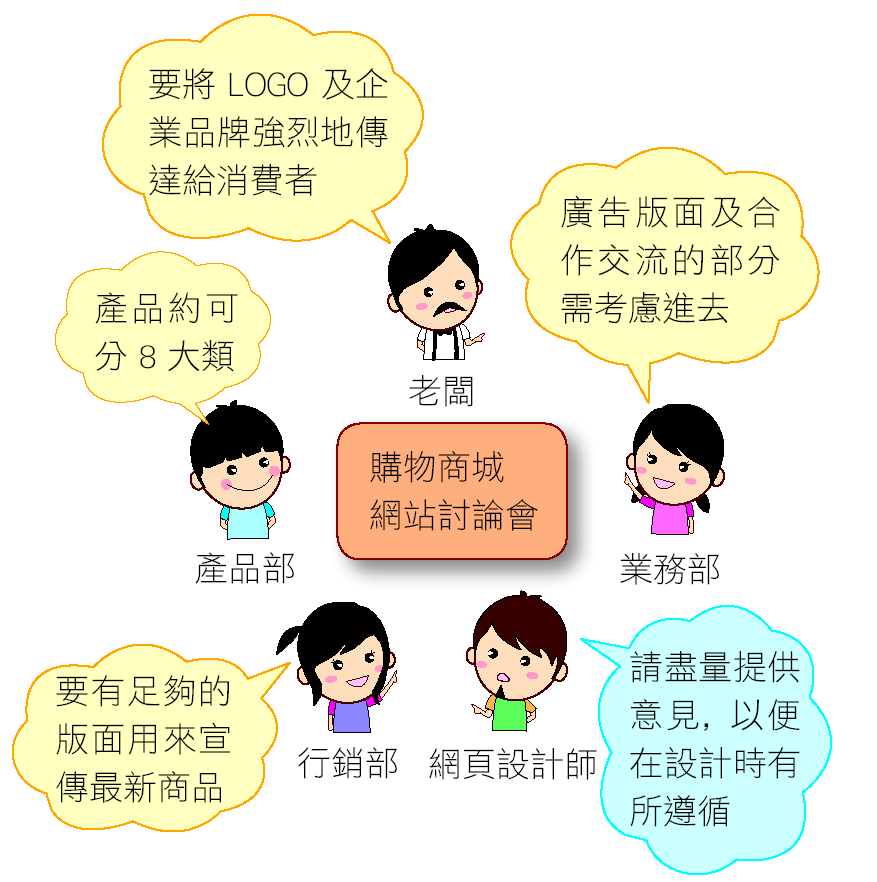 要將 LOGO 及企
業品牌強烈地傳
達給消費者
廣告版面及合
作交流的部分
需考慮進去
產品約可
分 8 大類
老闆
購物商城
網站討論會
產品部
業務部
要有足夠的
版面用來宣
傳最新商品
行銷部
網頁設計師
請盡量提供
意見，以便
在設計時有
所遵循